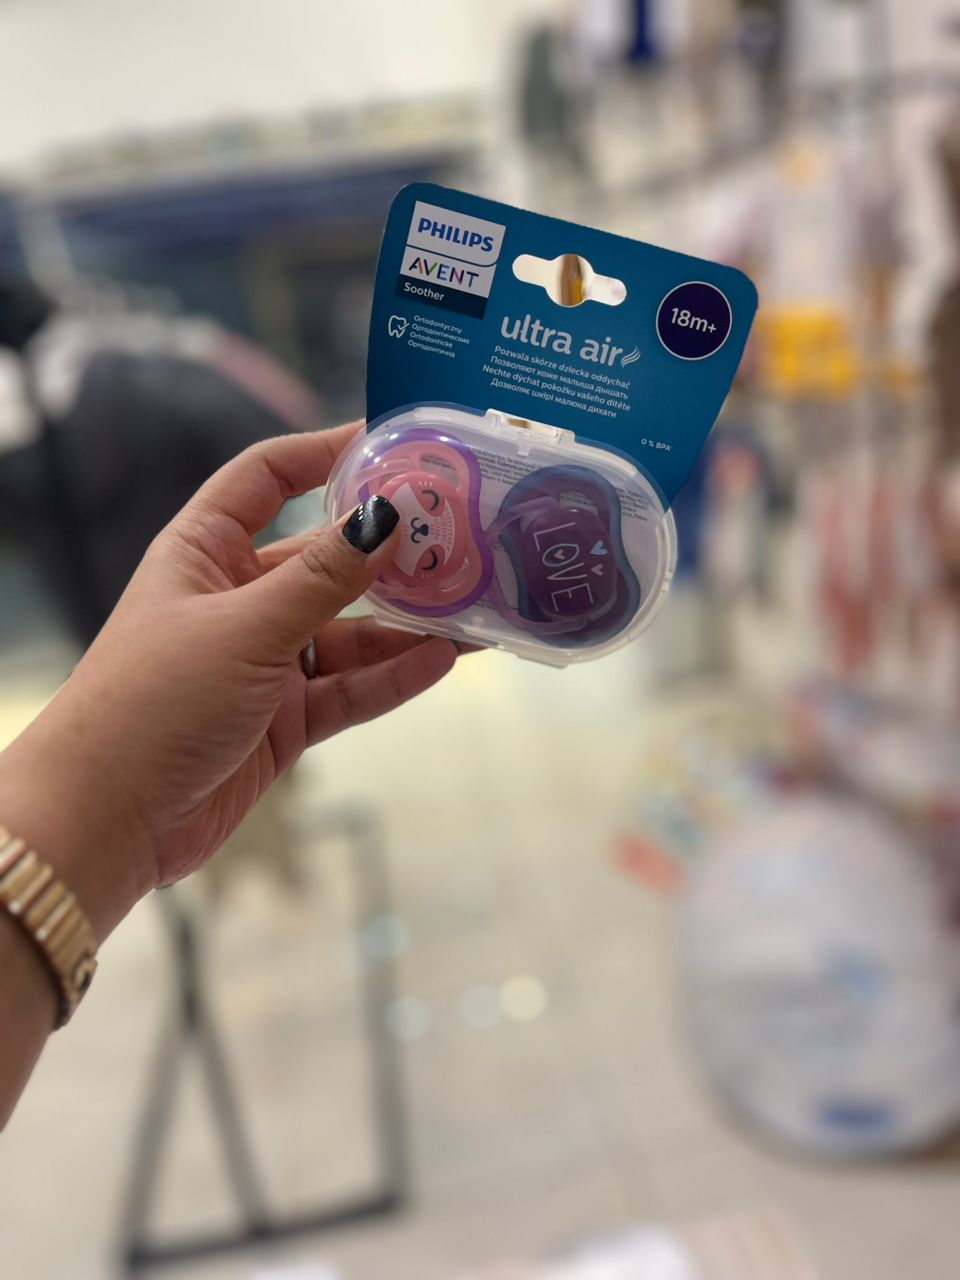 PHILIPS
AVENT
Soother
18m+
Ortodontyczny
Ортодонтические
Ortodontické
Ортодонтична
ultra air
Pozwala skórze dziecka oddychać
Позволяют коже малыша дышать
Nechte dýchat pokožku vašeho dítěte
Дозволяє шкірі малюка дихати
0 % BPA
LOVE